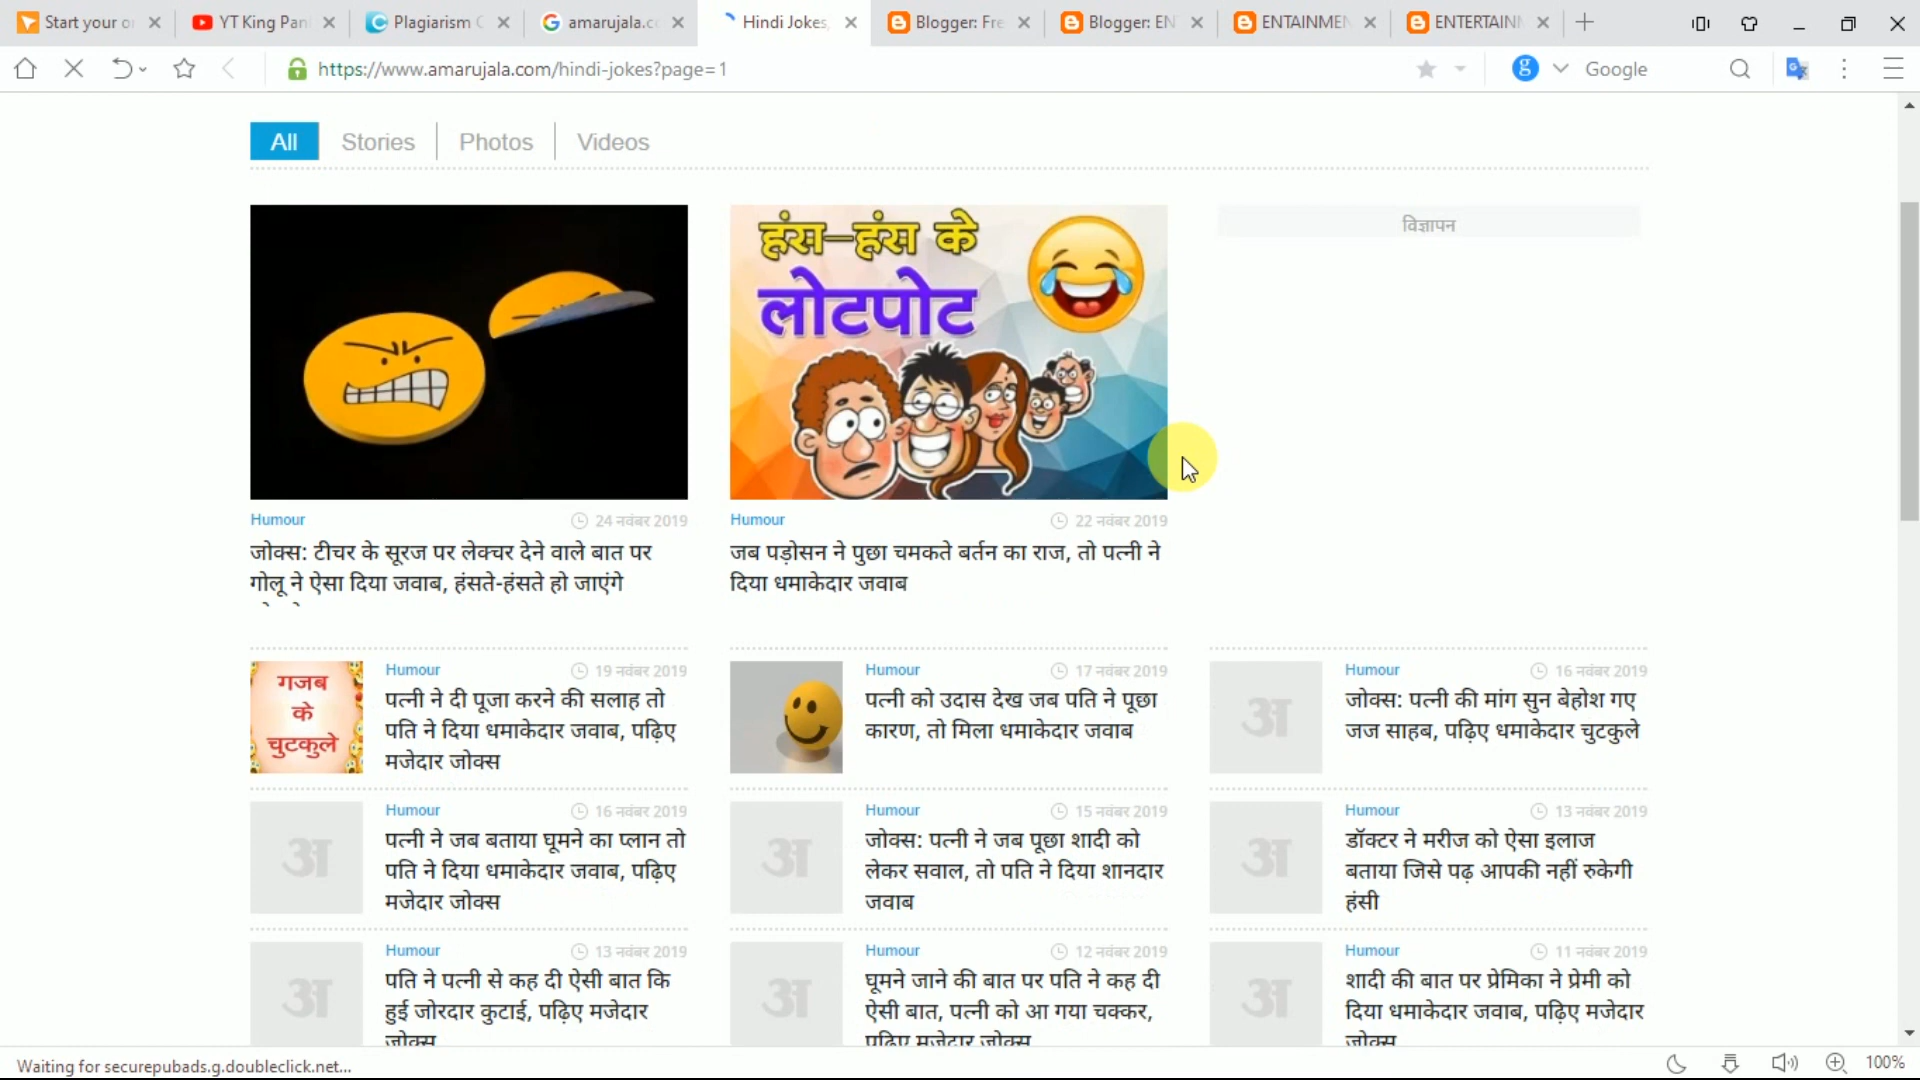 Start your o
YT King Pan
Plagiarism C
amarujala.co
Hindi Jokes,
Blogger: Fre
Blogger: EN
ENTAINMEN
ENTERTAINM
https://www.amarujala.com/hindi-jokes?page=1
Google
All
Stories
Photos
Videos
हंस-हंस के
लोटपोट
विज्ञापन
Humour
24 नवंबर 2019
जोक्स: टीचर के सूरज पर लेक्चर देने वाले बात पर
गोलू ने ऐसा दिया जवाब, हंसते-हंसते हो जाएंगे
Humour
22 नवंबर 2019
जब पड़ोसन ने पुछा चमकते बर्तन का राज, तो पत्नी ने
दिया धमाकेदार जवाब
गजब
के
चुटकुले
Humour
19 नवंबर 2019
पत्नी ने दी पूजा करने की सलाह तो
पति ने दिया धमाकेदार जवाब, पढ़िए
मजेदार जोक्स
Humour
17 नवंबर 2019
पत्नी को उदास देख जब पति ने पूछा
कारण, तो मिला धमाकेदार जवाब
अ
Humour
16 नवंबर 2019
जोक्स: पत्नी की मांग सुन बेहोश गए
जज साहब, पढ़िए धमाकेदार चुटकुले
अ
Humour
16 नवंबर 2019
पत्नी ने जब बताया घूमने का प्लान तो
पति ने दिया धमाकेदार जवाब, पढ़िए
मजेदार जोक्स
अ
Humour
15 नवंबर 2019
जोक्स: पत्नी ने जब पूछा शादी को
लेकर सवाल, तो पति ने दिया शानदार
जवाब
अ
Humour
13 नवंबर 2019
डॉक्टर ने मरीज को ऐसा इलाज
बताया जिसे पढ़ आपकी नहीं रुकेगी
हंसी
अ
Humour
13 नवंबर 2019
पति ने पत्नी से कह दी ऐसी बात कि
हुई जोरदार कुटाई, पढ़िए मजेदार
जोक्स
अ
Humour
12 नवंबर 2019
घूमने जाने की बात पर पति ने कह दी
ऐसी बात, पत्नी को आ गया चक्कर,
पढ़िए मजेदार जोक्स
अ
Humour
11 नवंबर 2019
शादी की बात पर प्रेमिका ने प्रेमी को
दिया धमाकेदार जवाब, पढ़िए मजेदार
जोक्स
Waiting for securepubads.g.doubleclick.net...
100%